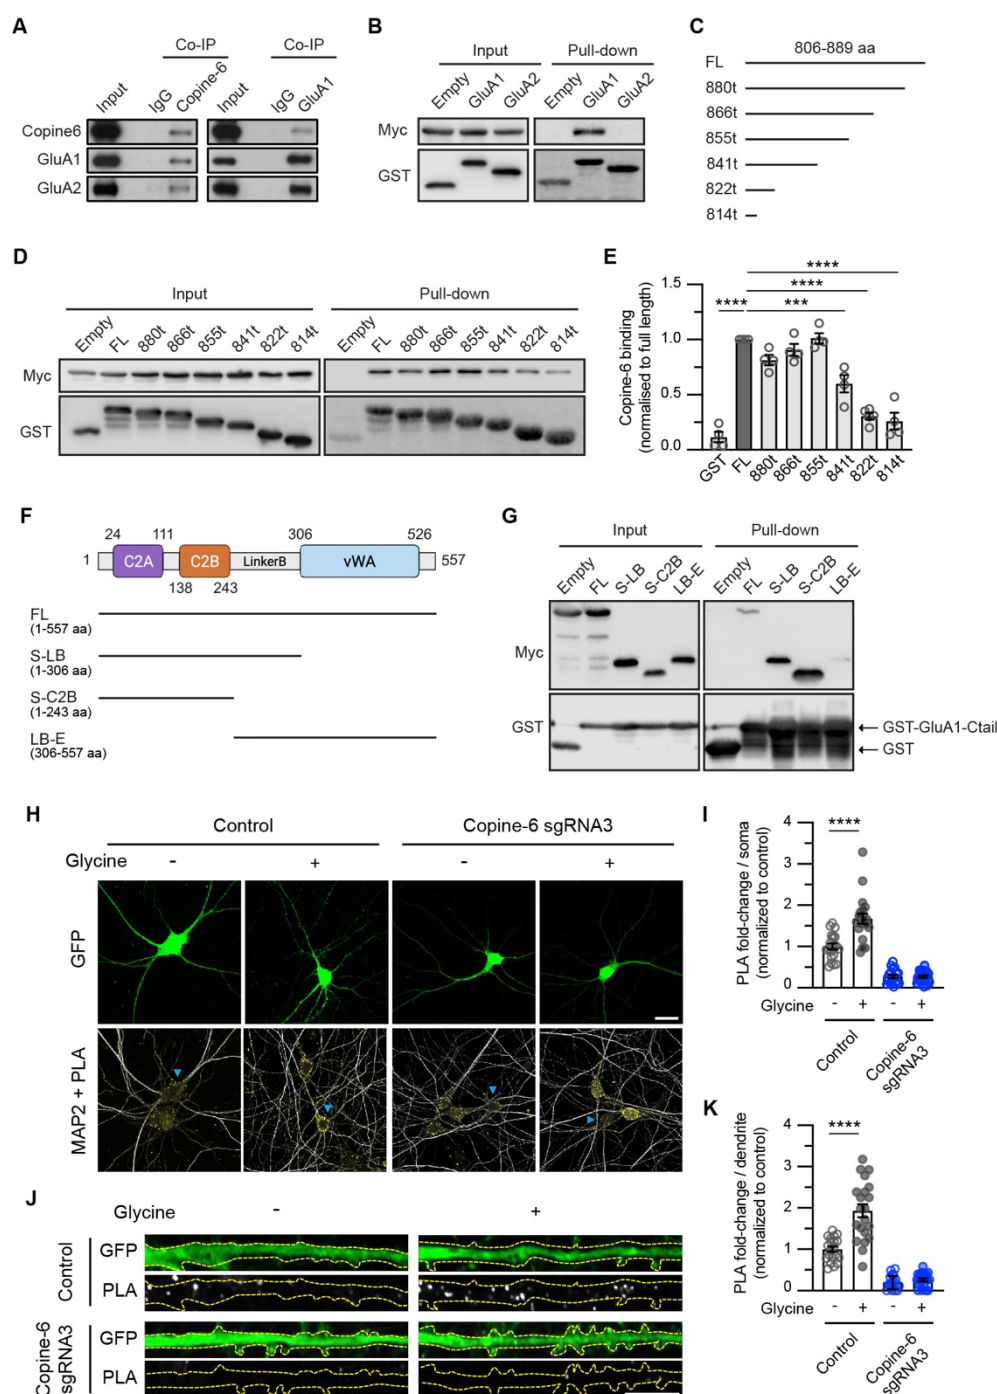 A
Co-IP
Co-IP
Input
IgG
Copine-6
Input
IgG
GluA1
Copine6
GluA1
GluA2
B
Input
Pull-down
Empty
GluA1
GluA2
Empty
GluA1
GluA2
Myc
GST
C
806-889 aa
FL
880t
866t
855t
841t
822t
814t
D
Input
Pull-down
Empty
FL
880t
866t
855t
841t
822t
814t
Empty
FL
880t
866t
855t
841t
822t
814t
Myc
GST
E
****
****
****
***
Copine-6 binding
(normalised to full length)
1.5
1.0
0.5
0.0
GST
FL
880t
866t
855t
841t
822t
814t
F
24
111
306
526
1
C2A
C2B
LinkerB
vWA
557
138
243
FL
(1-557 aa)
S-LB
(1-306 aa)
S-C2B
(1-243 aa)
LB-E
(306-557 aa)
G
Input
Pull-down
Empty
FL
S-LB
S-C2B
LB-E
Empty
FL
S-LB
S-C2B
LB-E
Myc
GST
GST-GluA1-Ctail
GST
H
Control
Copine-6 sgRNA3
Glycine
-
+
-
+
GFP
MAP2 + PLA
I
PLA fold-change / soma
(normalized to control)
4
3
2
1
0
****
Glycine
-
+
-
+
Control
Copine-6
sgRNA3
J
Glycine
-
+
Control
GFP
PLA
Copine-6
sgRNA3
GFP
PLA
K
PLA fold-change / dendrite
(normalized to control)
4
3
2
1
0
****
Glycine
-
+
-
+
Control
Copine-6
sgRNA3